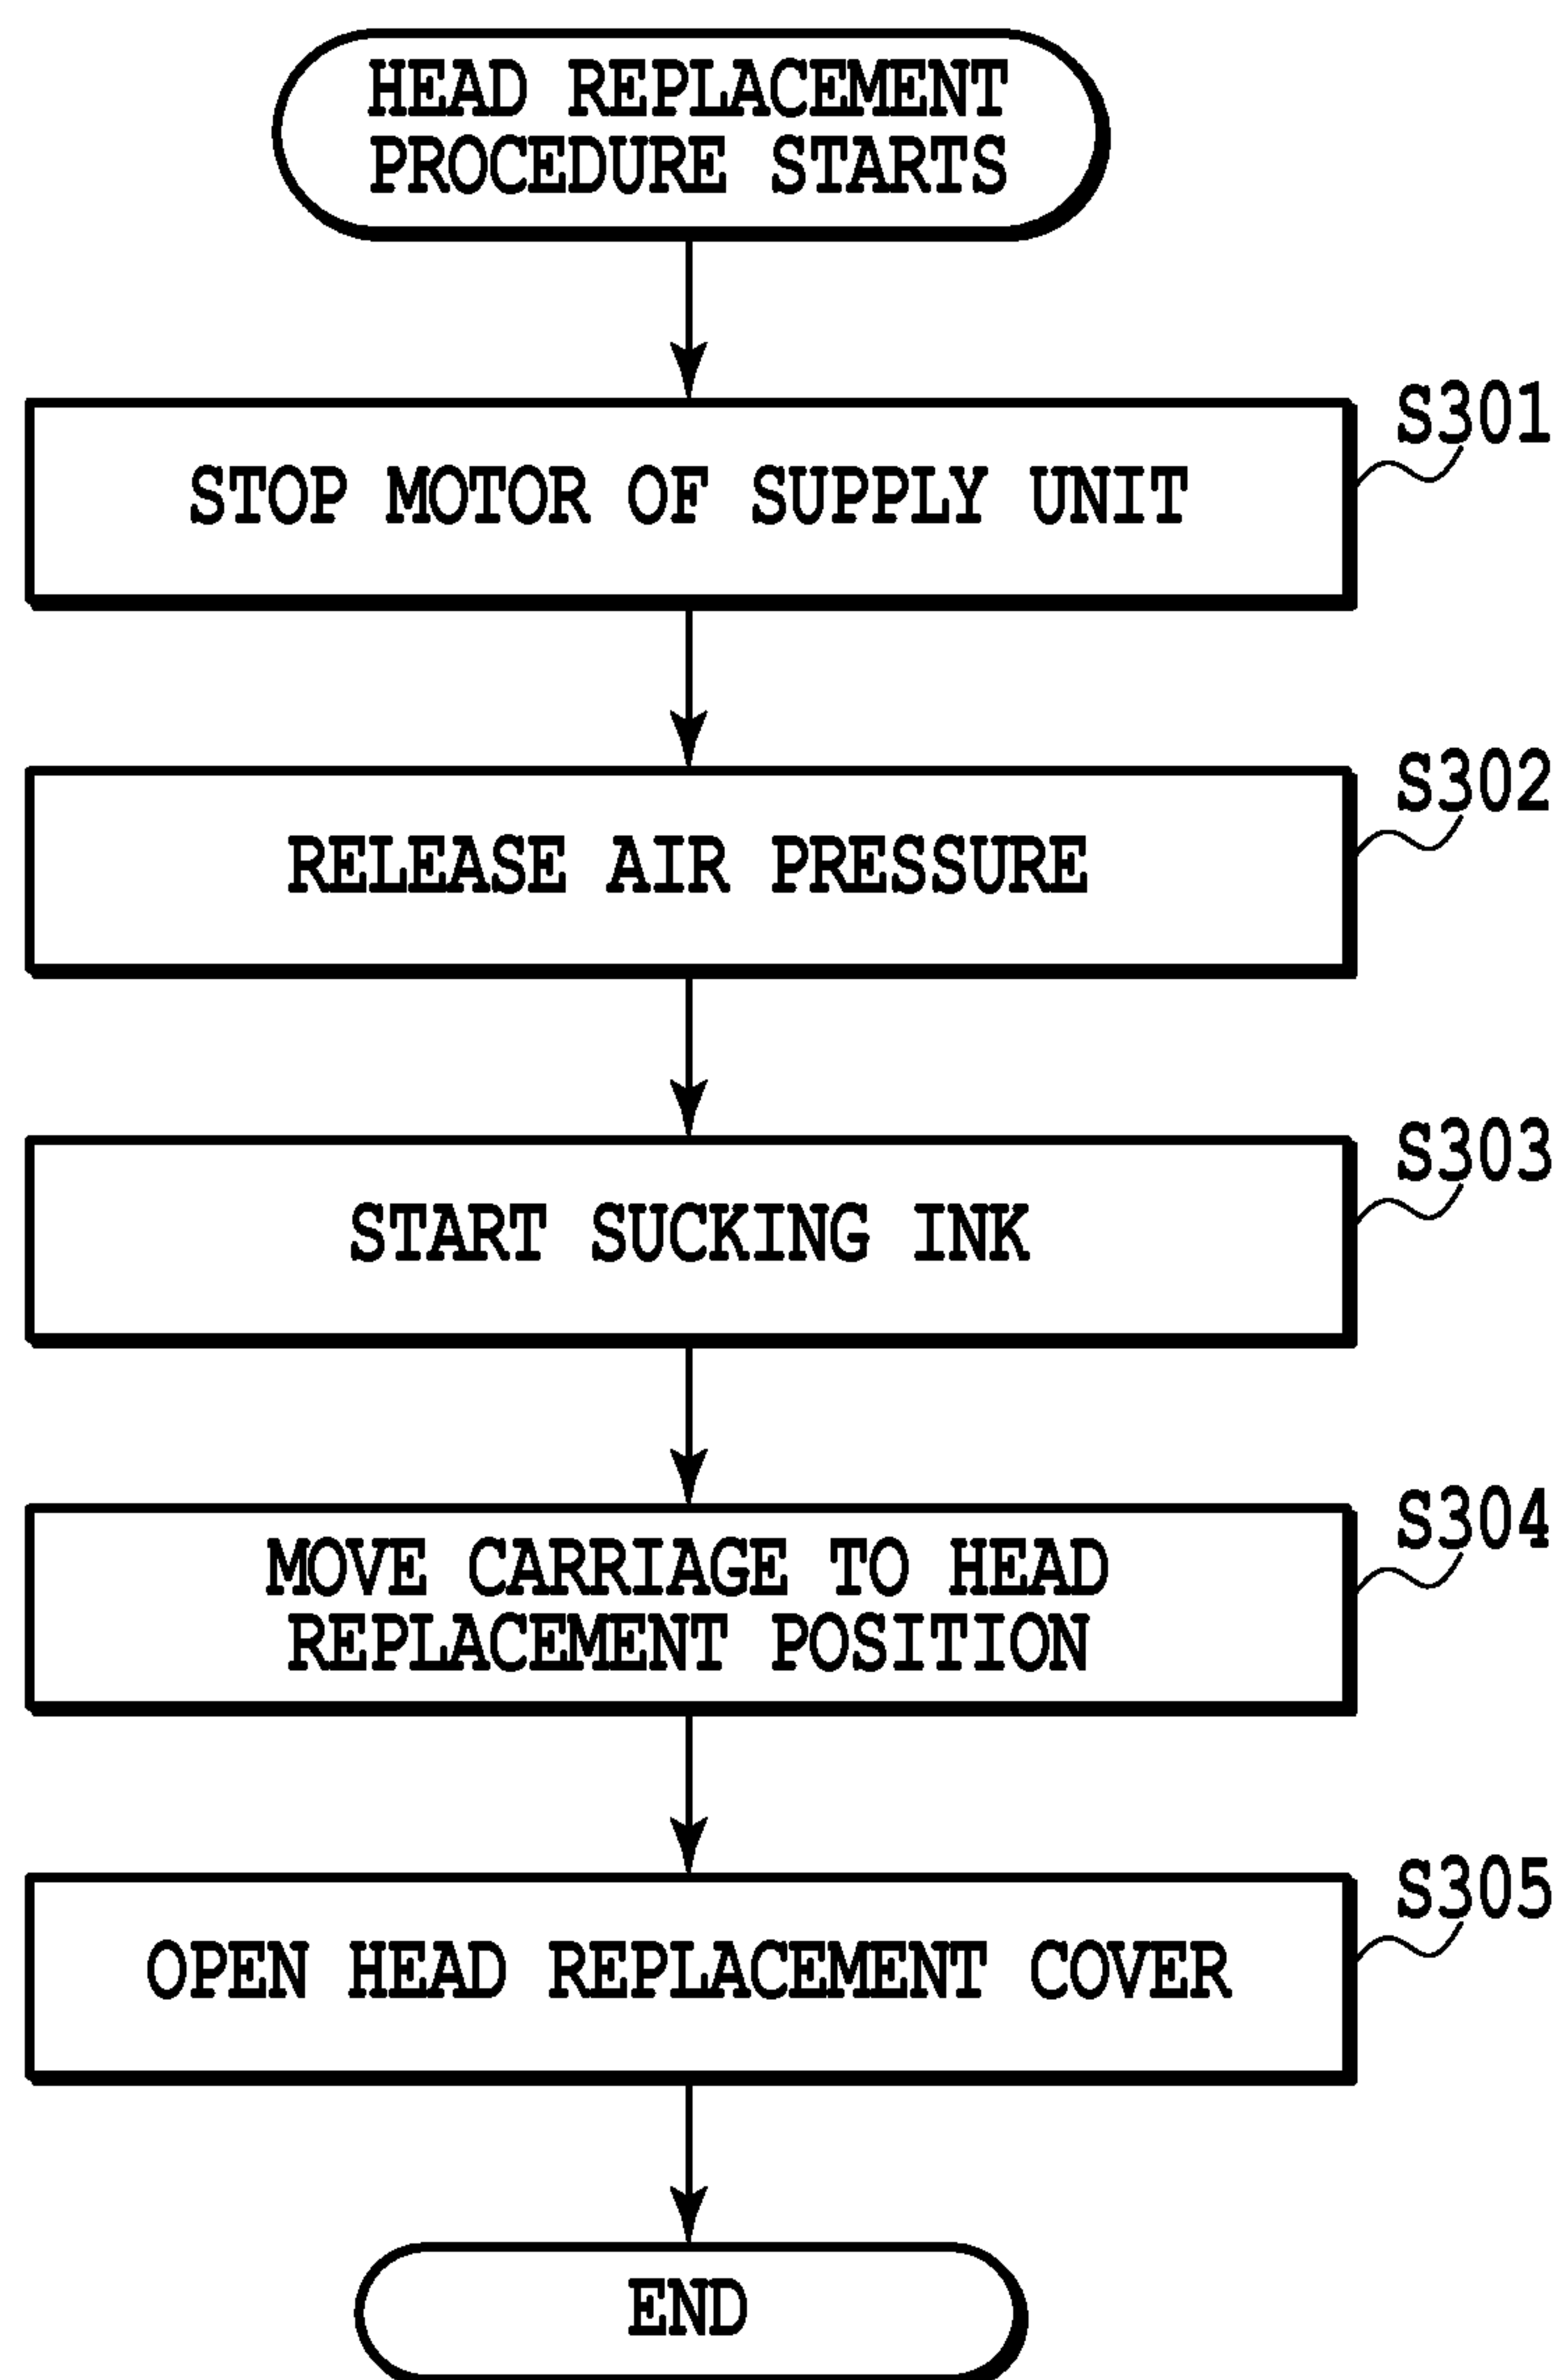 HEAD REPLACEMENT
PROCEDURE STARTS
S301
STOP MOTOR OF SUPPLY UNIT
S302
RELEASE AIR PRESSURE
S303
START SUCKING INK
S304
MOVE CARRIAGE TO HEAD
REPLACEMENT POSITION
S305
OPEN HEAD REPLACEMENT COVER
END